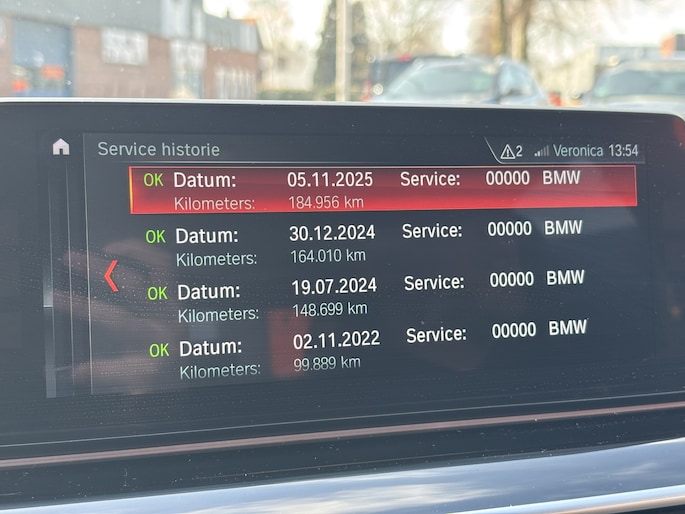 Service historie
2 Veronica 13:54
OK Datum: 05.11.2025 Service: 00000 BMW
Kilometers: 184.956 km
OK Datum: 30.12.2024 Service: 00000 BMW
Kilometers: 164.010 km
OK Datum: 19.07.2024 Service: 00000 BMW
Kilometers: 148.699 km
OK Datum: 02.11.2022 Service: 00000 BMW
Kilometers: 99.889 km